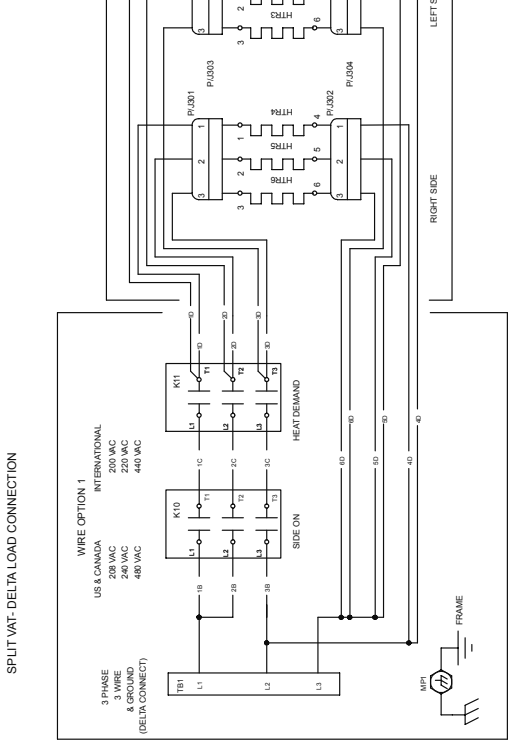 SPLIT VAT- DELTA LOAD CONNECTION
WIRE OPTION 1
US & CANADA
208 VAC
240 VAC
480 VAC
INTERNATIONAL
200 VAC
220 VAC
440 VAC
3 PHASE
3 WIRE
& GROUND
(DELTA CONNECT)
TB1
L1
L2
L3
1B
2B
3B
K10
L1
L2
L3
T1
T2
T3
SIDE ON
1C
2C
3C
K11
L1
L2
L3
T1
T2
T3
HEAT DEMAND
1D
2D
3D
1D
2D
3D
6D
5D
4D
6D
5D
4D
MP1
FRAME
P/J301
1
2
3
1
2
3
HTR4
HTR5
HTR6
4
5
6
P/J302
1
2
3
RIGHT SIDE
P/J303
3
2
3
HTR3
6
3
P/J304
LEFT S